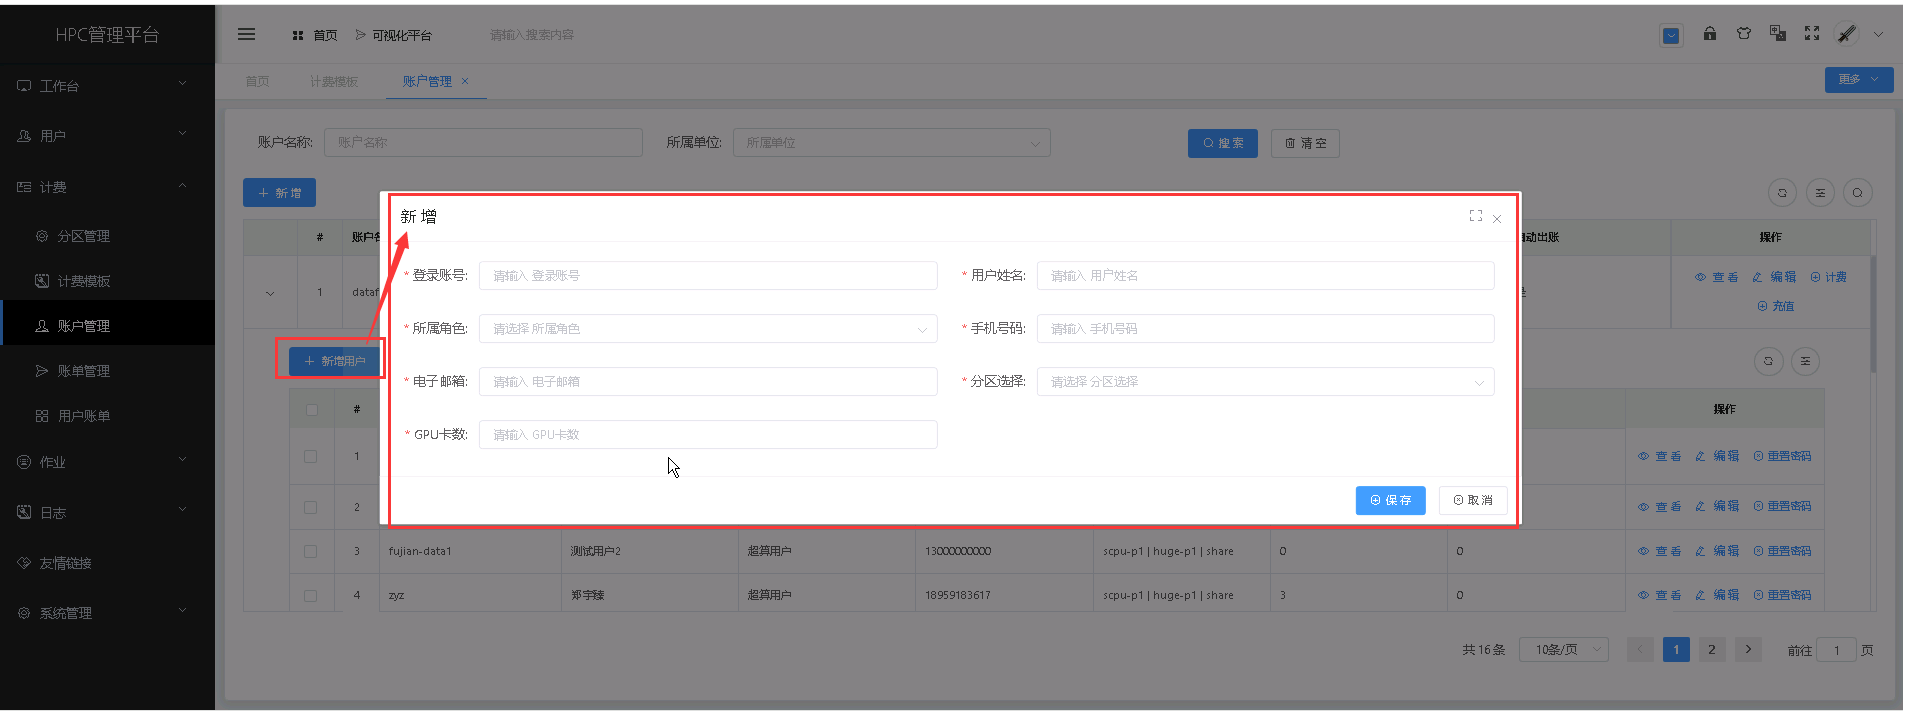 HPC管理平台
首页 可视化平台 请输入搜索内容
工作台
用户
计费
分区管理
计费模板
账户管理
账单管理
用户账单
作业
日志
友情链接
系统管理
首页 计费模板 账户管理 × 更多
账户名称: 账户名称 所属单位: 所属单位 搜索 清空
+ 新增
# 操作
1 查看 编辑 计费
充值
+ 新增用户
新增
* 登录账号: 请输入 登录账号 * 用户姓名: 请输入 用户姓名
* 所属角色: 请选择 所属角色 * 手机号码: 请输入 手机号码
* 电子邮箱: 请输入 电子邮箱 * 分区选择: 请选择 分区选择
* GPU卡数: 请输入 GPU卡数
保存 取消
# 操作
1 查看 编辑 重置密码
2 查看 编辑 重置密码
3 fujian-data1 测试用户2 超算用户 13000000000 scpu-p1 | huge-p1 | share 0 0 查看 编辑 重置密码
4 zyz 郑宇臻 超算用户 18959183617 scpu-p1 | huge-p1 | share 3 0 查看 编辑 重置密码
共 16 条 10条/页 < 1 2 > 前往 1 页